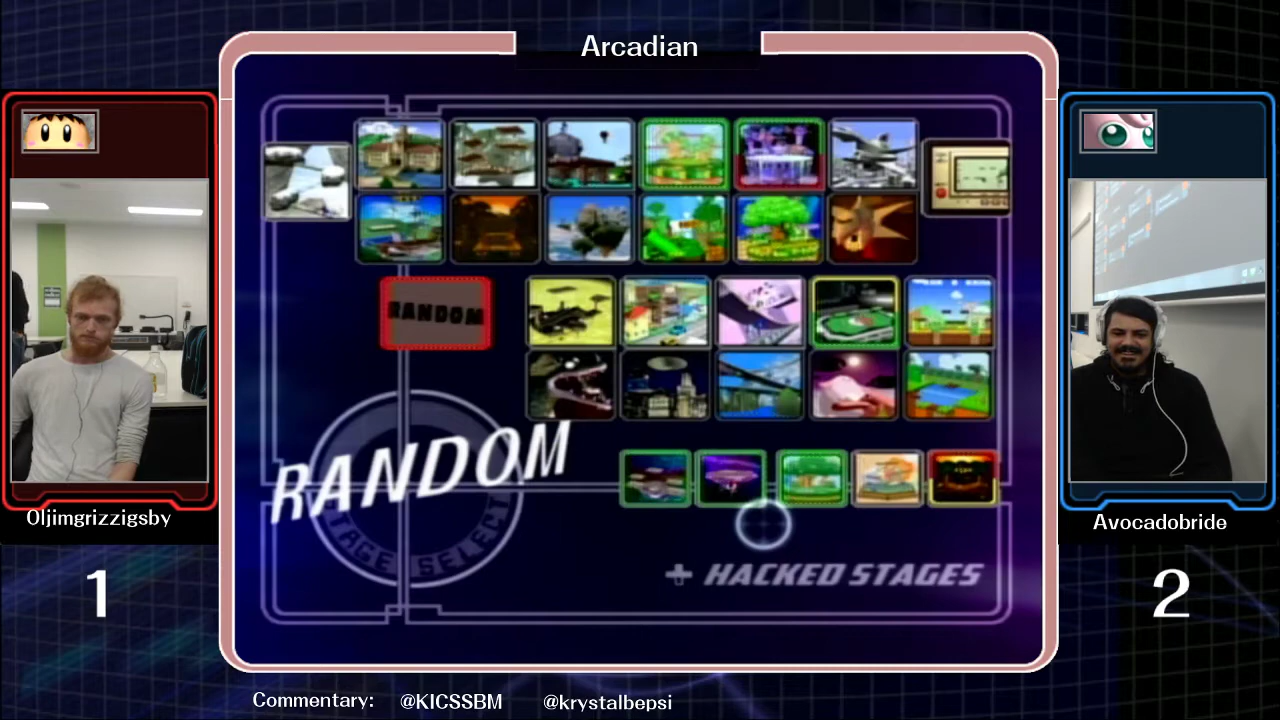 Arcadian
RANDOM
RANDOM
STAGE SELECT
+ HACKED STAGES
Oljimgrizzigsby
Avocadobride
1
2
Commentary: @KICSSBM @krystalbepsi